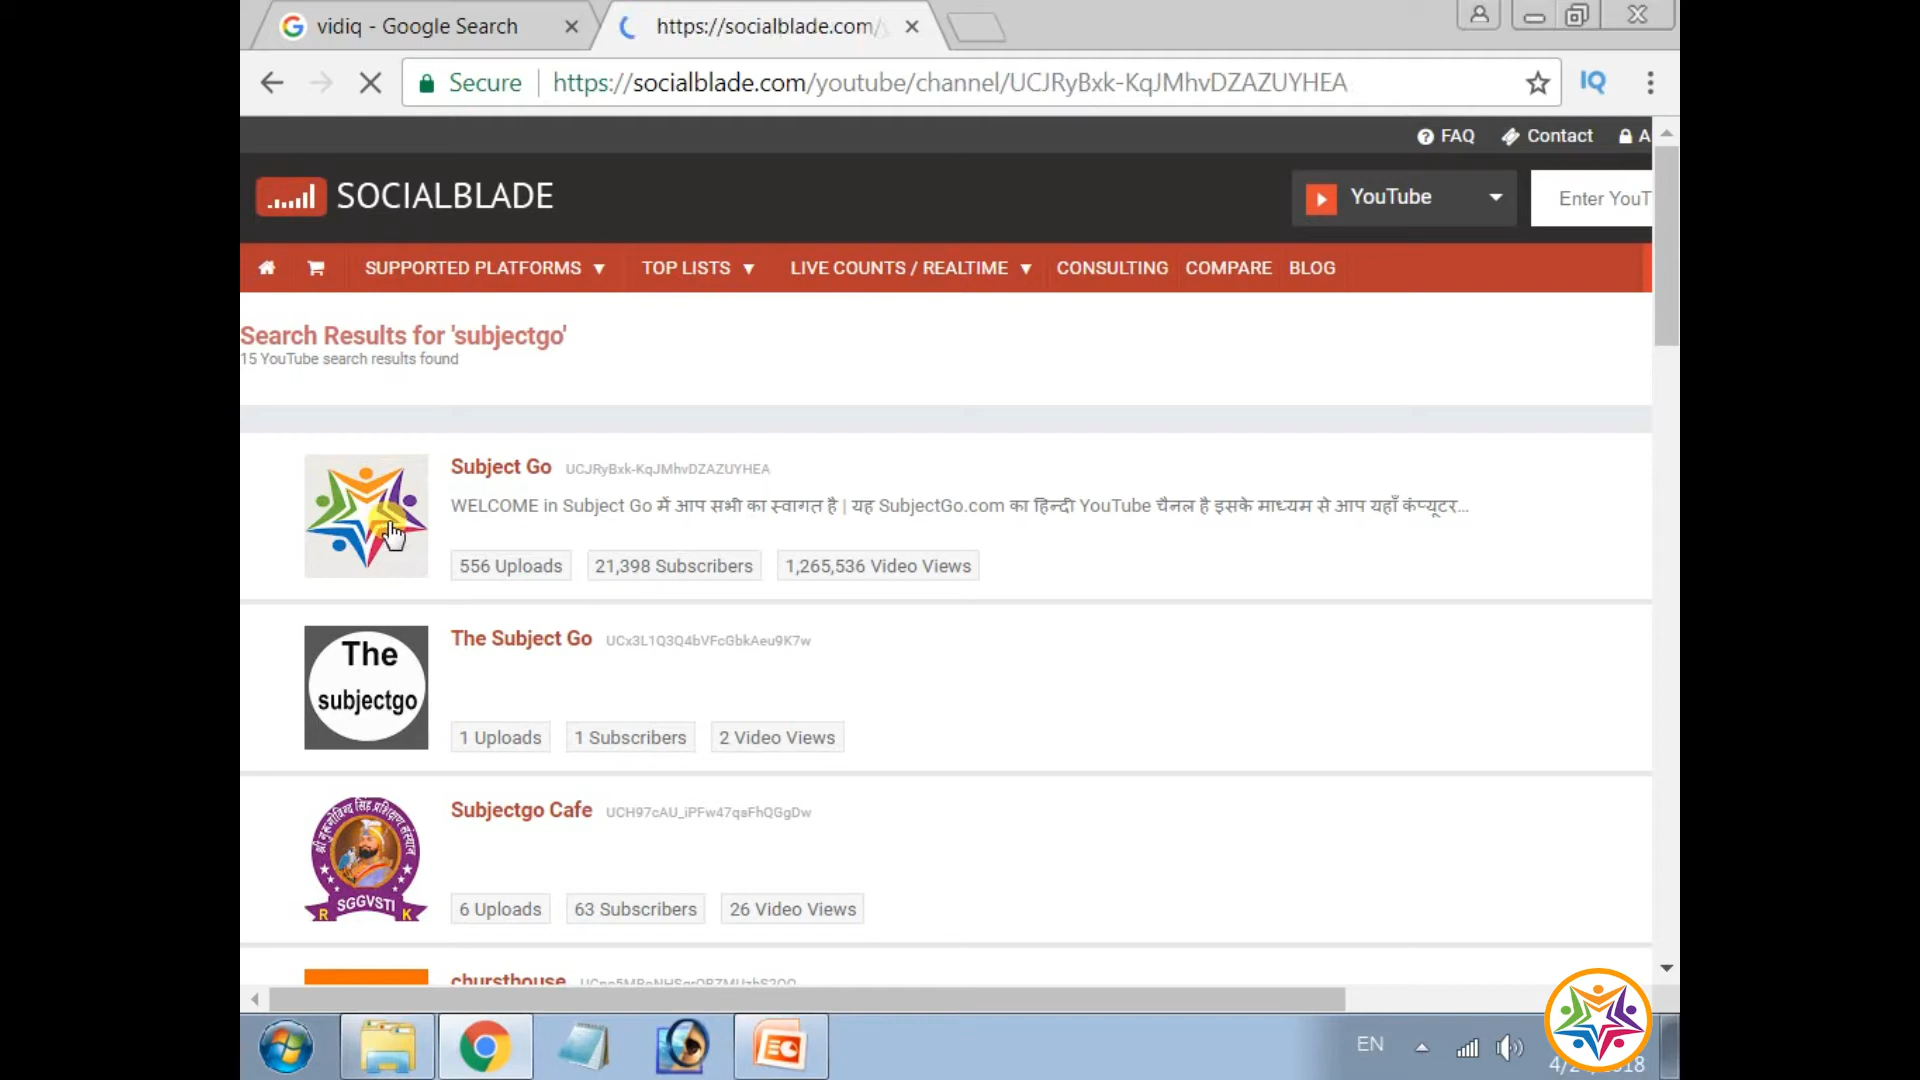 vidiq - Google Search
https://socialblade.com/
Secure
https://socialblade.com/youtube/channel/UCJRyBxk-KqJMhvDZAZUYHEA
IQ
FAQ
Contact
A
SOCIALBLADE
YouTube
Enter YouT
SUPPORTED PLATFORMS
TOP LISTS
LIVE COUNTS / REALTIME
CONSULTING
COMPARE
BLOG
Search Results for 'subjectgo'
15 YouTube search results found
Subject Go UCJRyBxk-KqJMhvDZAZUYHEA
WELCOME in Subject Go में आप सभी का स्वागत है | यह SubjectGo.com का हिन्दी YouTube चैनल है इसके माध्यम से आप यहाँ कंप्यूटर...
556 Uploads
21,398 Subscribers
1,265,536 Video Views
The
subjectgo
The Subject Go UCx3L1Q3Q4bVFcGbkAeu9K7w
1 Uploads
1 Subscribers
2 Video Views
SGGVSTI
R
K
Subjectgo Cafe UCH97cAU_iPFw47qsFhQGgDw
6 Uploads
63 Subscribers
26 Video Views
chursthouse
EN